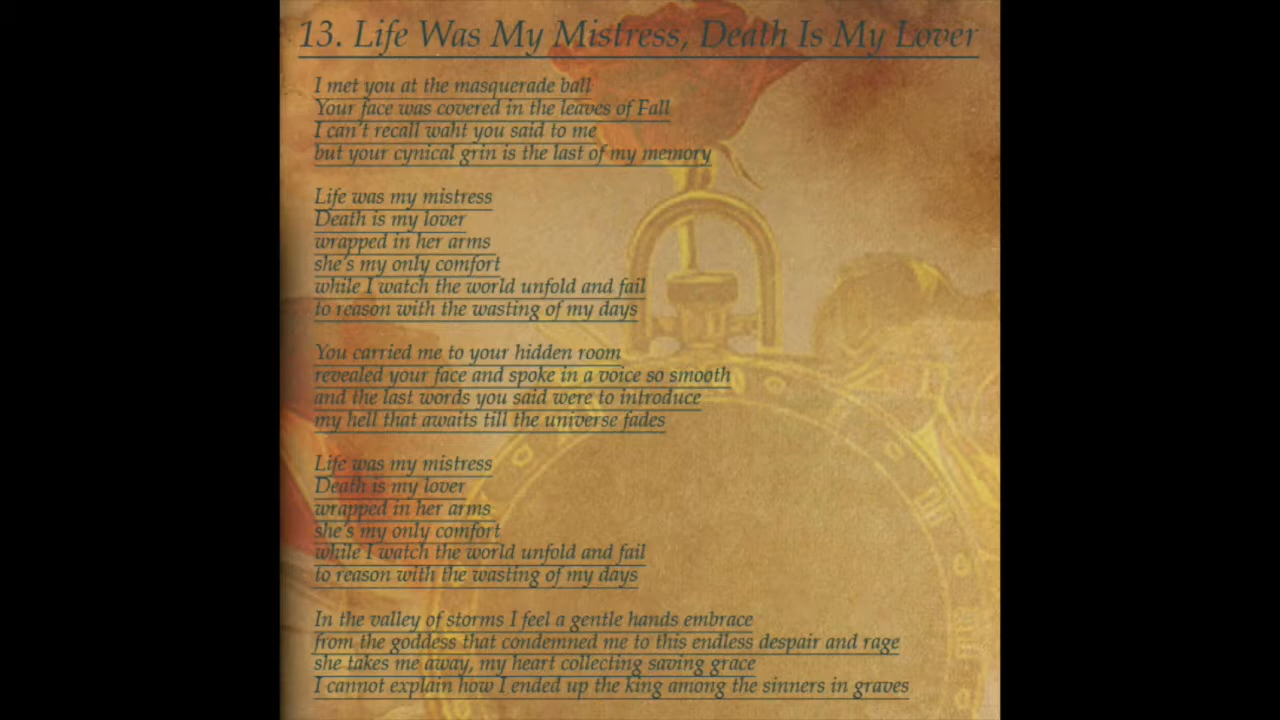 13. Life Was My Mistress, Death Is My Lover
I met you at the masquerade ball
Your face was covered in the leaves of Fall
I can't recall waht you said to me
but your cynical grin is the last of my memory
Life was my mistress
Death is my lover
wrapped in her arms
she's my only comfort
while I watch the world unfold and fail
to reason with the wasting of my days
You carried me to your hidden room
revealed your face and spoke in a voice so smooth
and the last words you said were to introduce
my hell that awaits till the universe fades
Life was my mistress
Death is my lover
wrapped in her arms
she's my only comfort
while I watch the world unfold and fail
to reason with the wasting of my days
In the valley of storms I feel a gentle hands embrace
from the goddess that condemned me to this endless despair and rage
she takes me away, my heart collecting saving grace
I cannot explain how I ended up the king among the sinners in graves